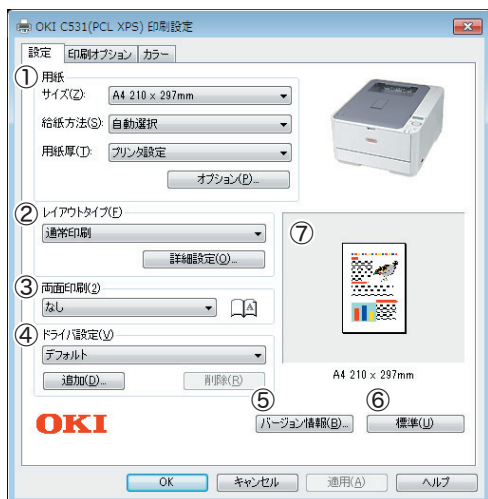 OKI C531(PCL XPS) 印刷設定
設定 印刷オプション カラー
① 用紙
サイズ(Z): A4 210 x 297mm
給紙方法(S): 自動選択
用紙厚(T): プリンタ設定
オプション(P)...
② レイアウトタイプ(F)
通常印刷
詳細設定(O)...
③ 両面印刷(2)
なし
A
④ ドライバ設定(V)
デフォルト
追加(D)... 削除(R)
⑦
A4 210 x 297mm
⑤ ⑥
OKI バージョン情報(B)... 標準(U)
OK キャンセル 適用(A) ヘルプ